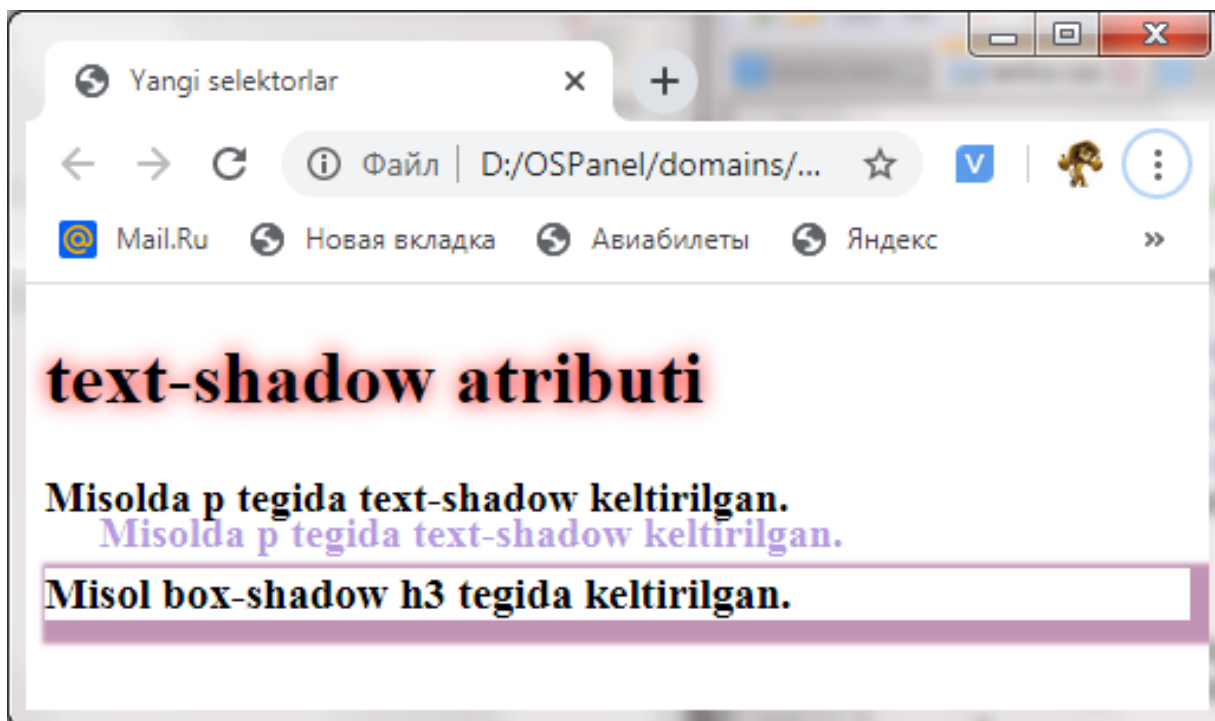 Yangi selektorlar
Файл | D:/OSPanel/domains/...
V
Mail.Ru Новая вкладка Авиабилеты Яндекс »
text-shadow atributi
Misolda p tegida text-shadow keltirilgan.
Misolda p tegida text-shadow keltirilgan.
Misol box-shadow h3 tegida keltirilgan.